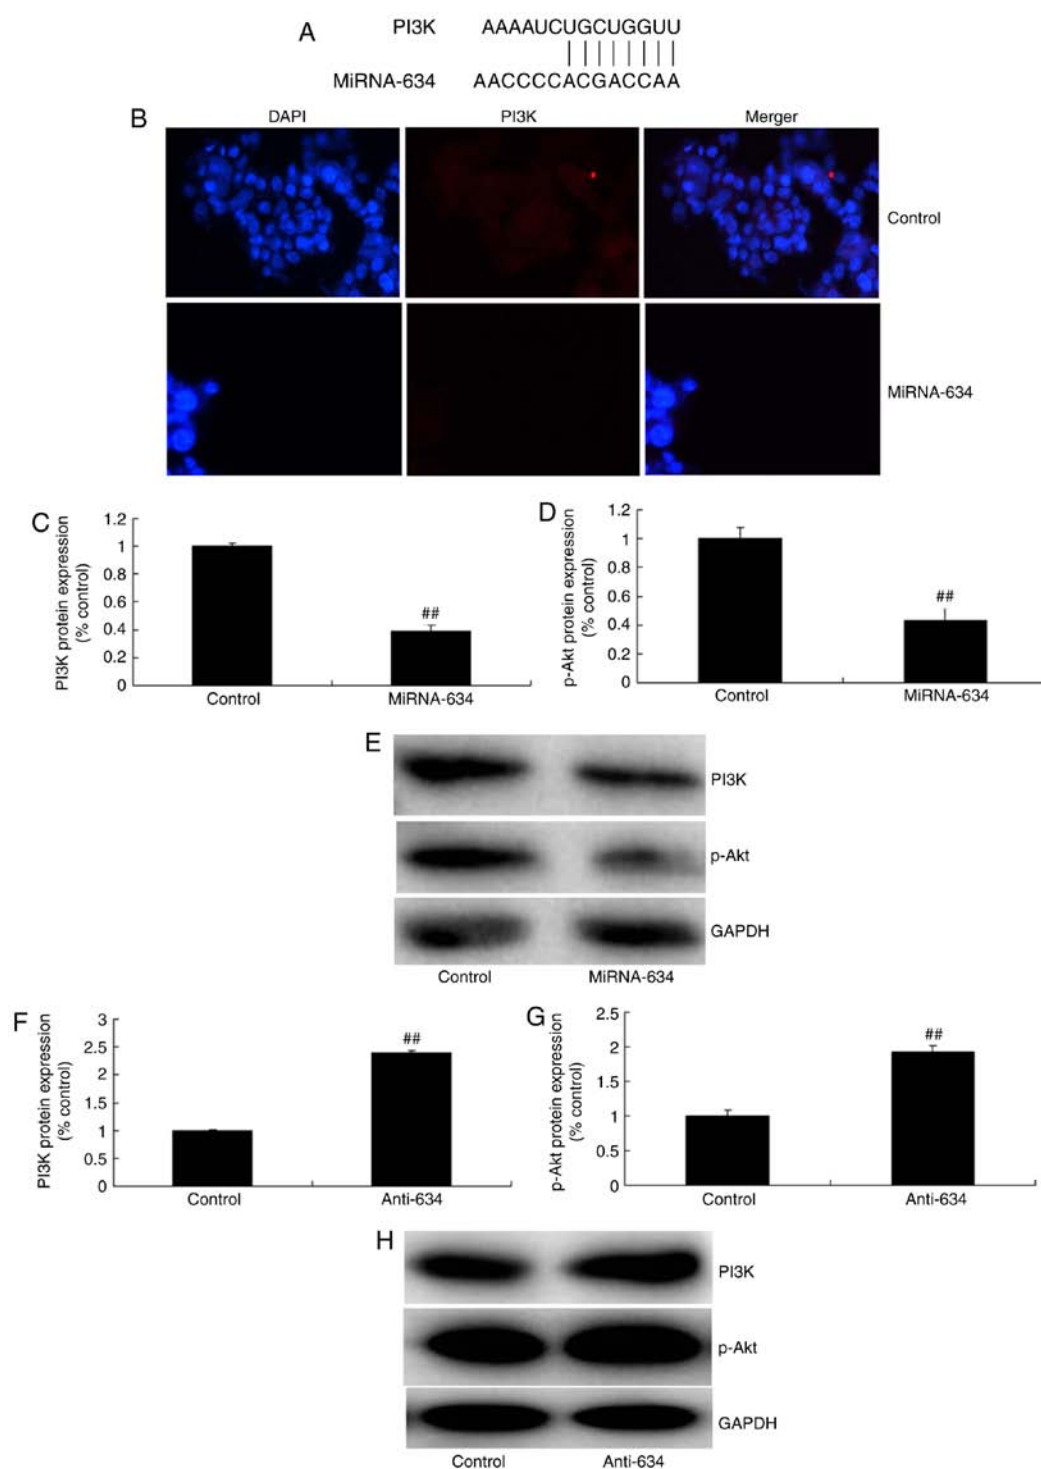 A
PI3K AAAAUCUGCUGGUU
MiRNA-634 AACCCCACGACCAA
B
DAPI PI3K Merger
Control
MiRNA-634
C
PI3K protein expression
(% control)
1.2
1
0.8
0.6
0.4
0.2
0
##
Control MiRNA-634
D
p-Akt protein expression
(% control)
1.2
1
0.8
0.6
0.4
0.2
0
##
Control MiRNA-634
E
PI3K
p-Akt
GAPDH
Control MiRNA-634
F
PI3K protein expression
(% control)
3
2.5
2
1.5
1
0.5
0
##
Control Anti-634
G
p-Akt protein expression
(% control)
2.5
2
1.5
1
0.5
0
##
Control Anti-634
H
PI3K
p-Akt
GAPDH
Control Anti-634